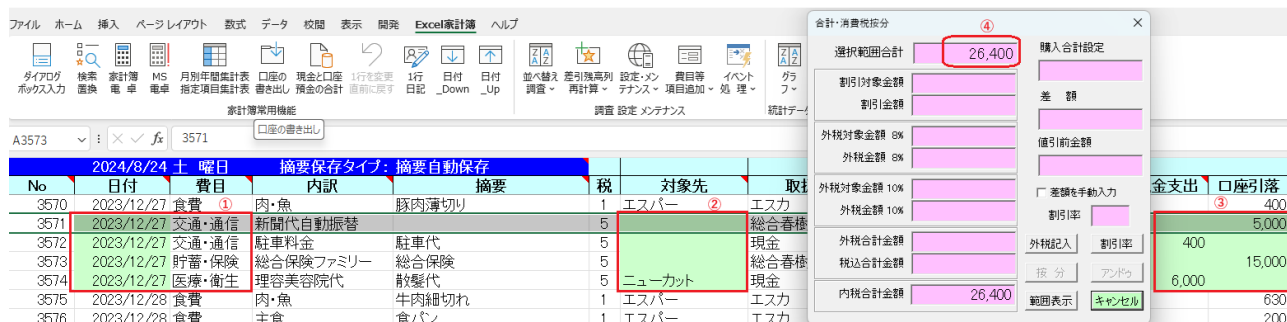 ファイル ホーム 挿入 ページ レイアウト 数式 データ 校閲 表示 開発 Excel家計簿 ヘルプ
ダイアログ ボックス入力
検索 置換
家計簿 電 卓
MS 電卓
月別年間集計表 指定項目集計表
口座の 書き出し
現金と口座 預金の合計
1行を変更 直前に戻す
1行 日記
日付 _Down
日付 _Up
並べ替え 調査
差引残高列 再計算
設定・メン テナンス
費目等 項目追加
イベント 処 理
グラ フ
家計簿常用機能
調査 設定 メンテナンス
統計デー
口座の書き出し
A3573 fx 3571
2024/8/24 土 曜日 摘要保存タイプ: 摘要自動保存
No 日付 費目 内訳 摘要 税 対象先 取扱 金支出 口座引落
3570 2023/12/27 食費 ① 肉・魚 豚肉薄切り 1 エスパー ② エスカ ③ 400
3571 2023/12/27 交通・通信 新聞代自動振替 5 総合春樹 5,000
3572 2023/12/27 交通・通信 駐車料金 駐車代 5 現金 400
3573 2023/12/27 貯蓄・保険 総合保険ファミリー 総合保険 5 総合春樹 15,000
3574 2023/12/27 医療・衛生 理容美容院代 散髪代 5 ニューカット 現金 6,000
3575 2023/12/28 食費 肉・魚 牛肉細切れ 1 エスパー エスカ 630
3576 2023/12/28 食費 主食 食パン 1 エスパー エスカ 200
合計・消費税按分 ④ ×
選択範囲合計 26,400
割引対象金額
割引金額
外税対象金額 8%
外税金額 8%
外税対象金額 10%
外税金額 10%
外税合計金額
税込合計金額
内税合計金額 26,400
購入合計設定
差 額
値引前金額
差額を手動入力
割引率
外税記入 割引率
按 分 アンドゥ
範囲表示 キャンセル